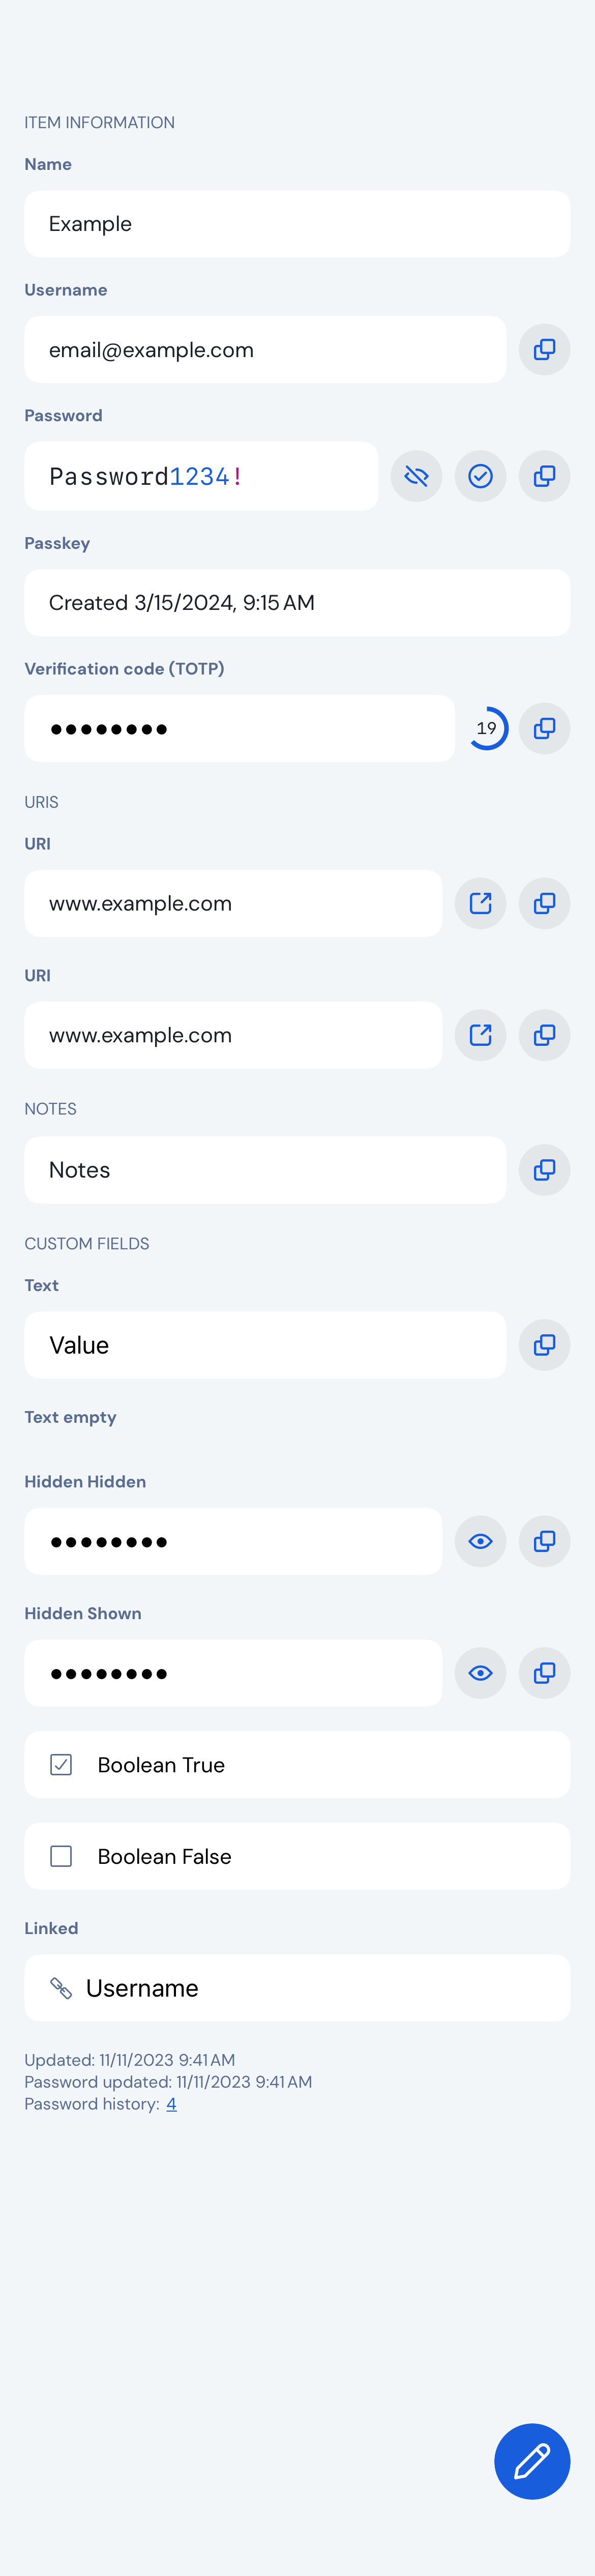 ITEM INFORMATION
Name
Example
Username
email@example.com
Password
Password1234!
Passkey
Created 3/15/2024, 9:15 AM
Verification code (TOTP)
●●●●●●●●
19
URIS
URI
www.example.com
URI
www.example.com
NOTES
Notes
CUSTOM FIELDS
Text
Value
Text empty
Hidden Hidden
●●●●●●●●
Hidden Shown
●●●●●●●●
Boolean True
Boolean False
Linked
Username
Updated: 11/11/2023 9:41 AM
Password updated: 11/11/2023 9:41 AM
Password history: 4